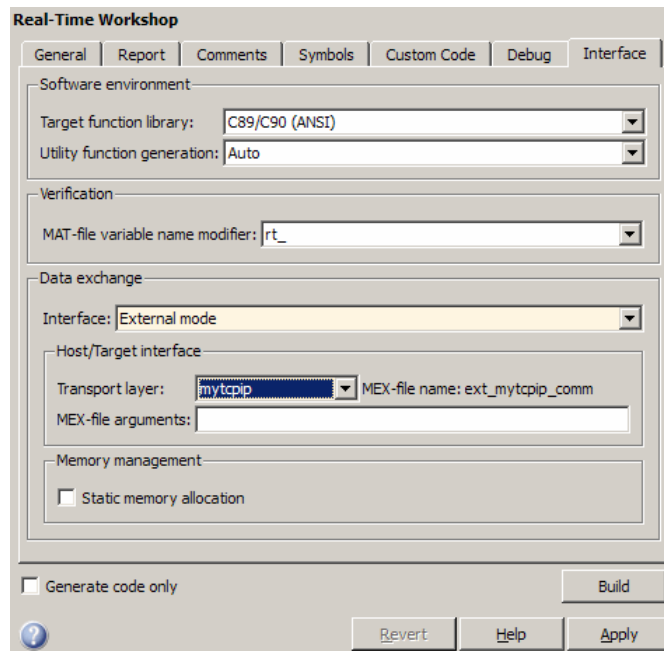 Real-Time Workshop
General Report Comments Symbols Custom Code Debug Interface
Software environment
Target function library: C89/C90 (ANSI)
Utility function generation: Auto
Verification
MAT-file variable name modifier: rt_
Data exchange
Interface: External mode
Host/Target interface
Transport layer: mytcpip MEX-file name: ext_mytcpip_comm
MEX-file arguments:
Memory management
Static memory allocation
Generate code only Build
? Revert Help Apply